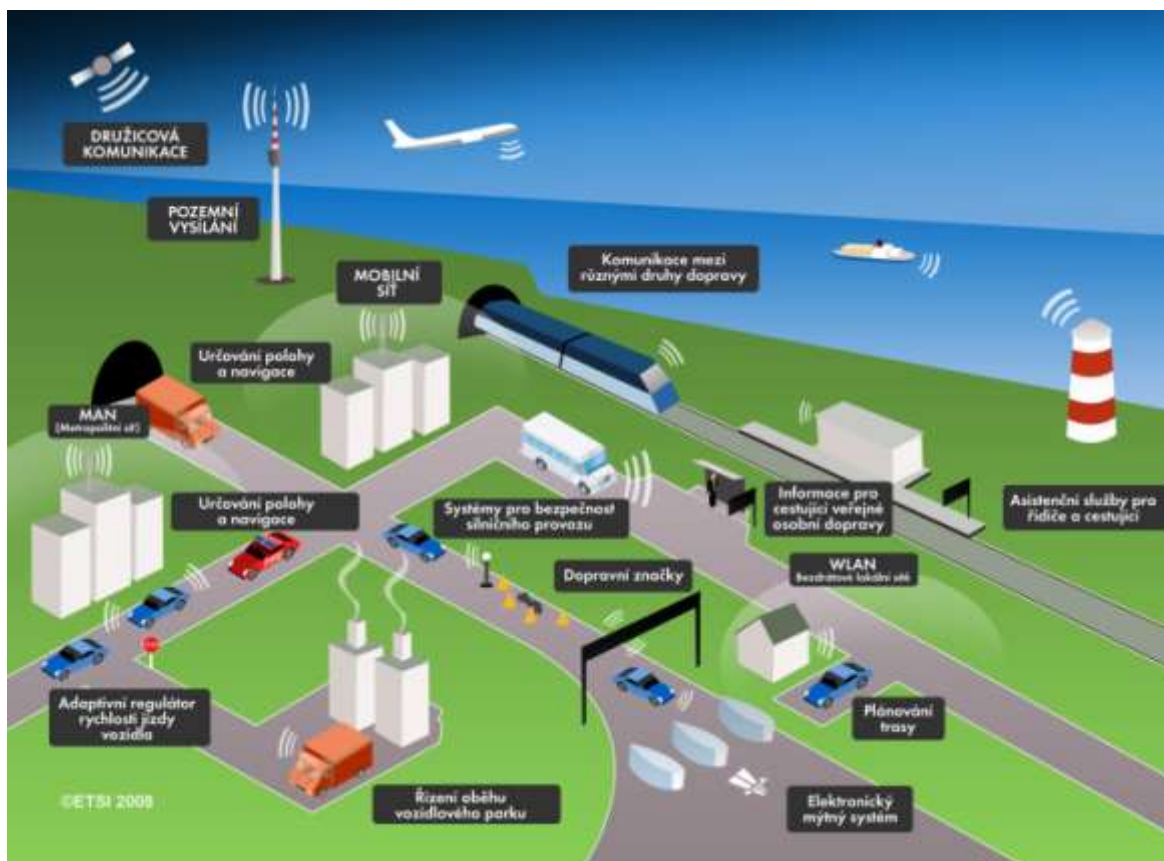 DRUŽICOVÁ
KOMUNIKACE
POZEMNÍ
VYSÍLÁNÍ
MOBILNÍ
SÍŤ
Komunikace mezi
různými druhy dopravy
Určování polohy
a navigace
MAN
(Metropolitní síť)
Určování polohy
a navigace
Systémy pro bezpečnost
silničního provozu
Informace pro
cestující veřejné
osobní dopravy
Asistenční služby pro
řidiče a cestující
WLAN
Bezdrátové lokální sítě
Dopravní značky
Adaptivní regulátor
rychlosti jízdy
vozidla
Plánování
trasy
©ETSI 2008
Řízení oběhu
vozidlového parku
Elektronický
mýtný systém